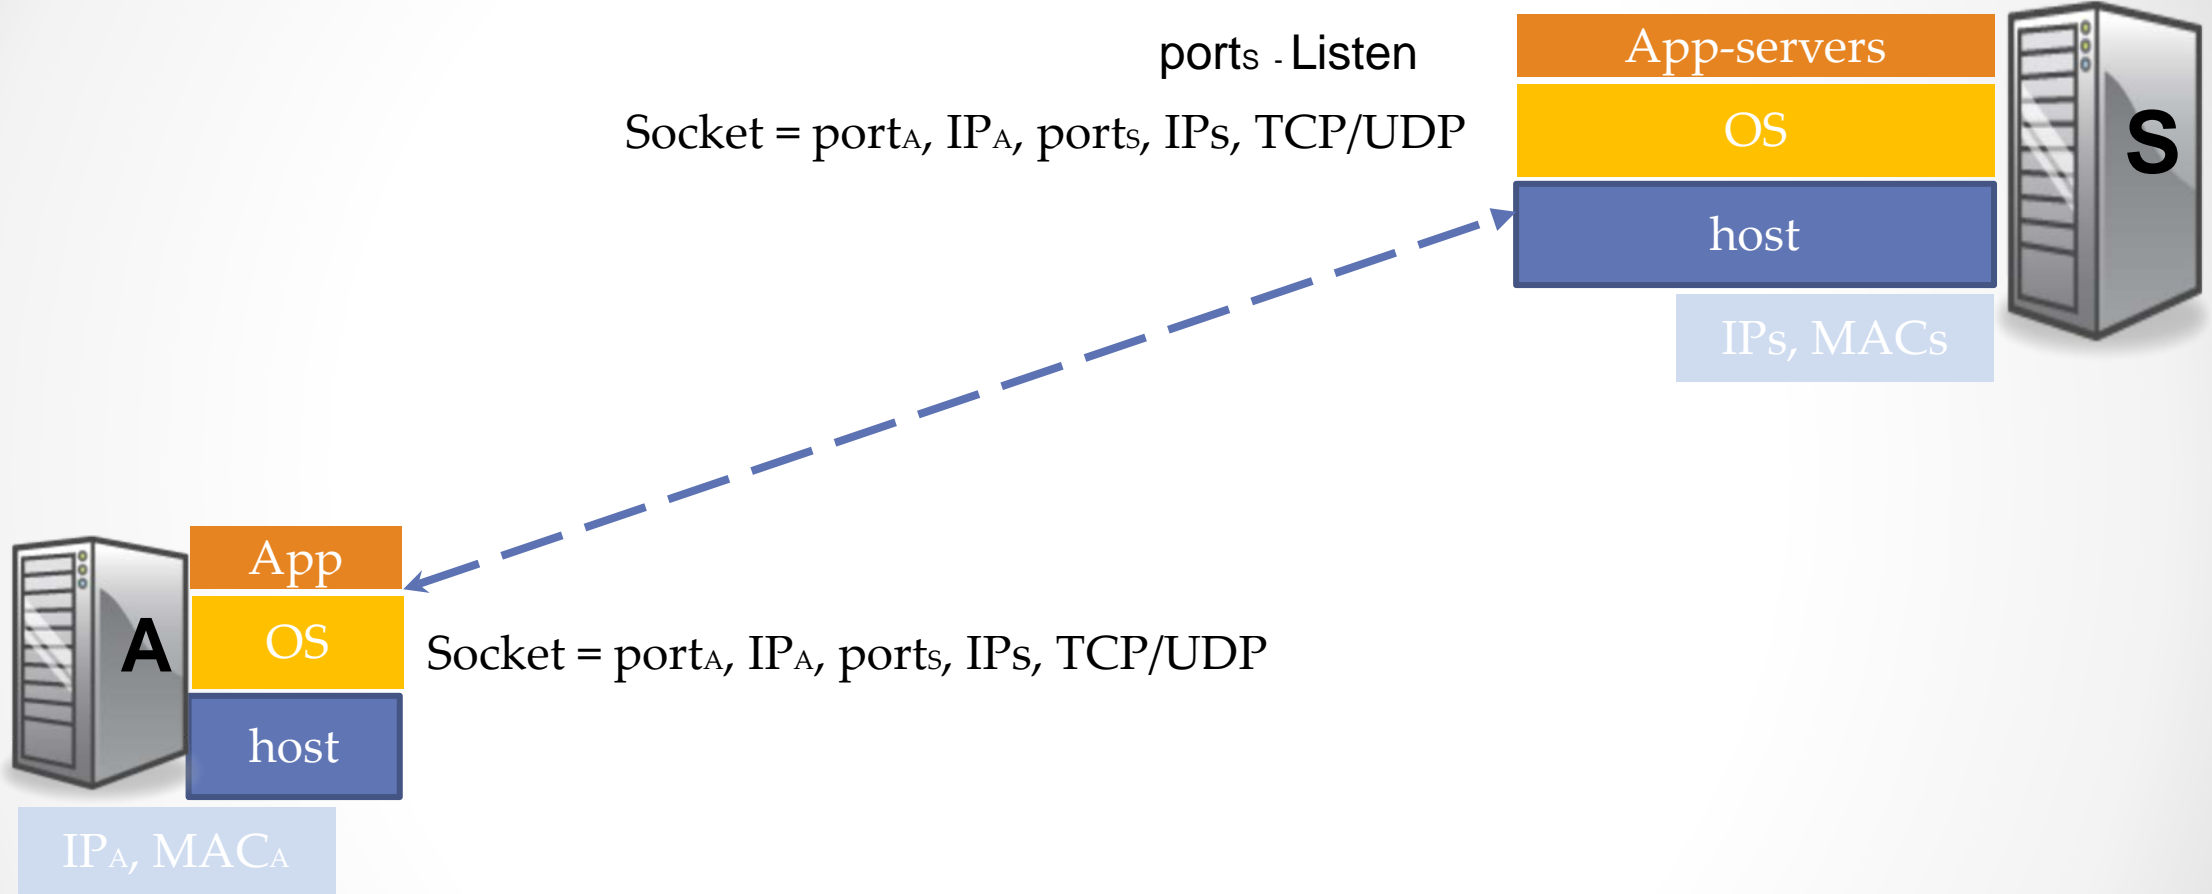 portS - Listen
App-servers
Socket = portA, IPA, portS, IPs, TCP/UDP
OS
S
host
IPs, MACs
App
A
OS
Socket = portA, IPA, portS, IPs, TCP/UDP
host
IPA, MACA